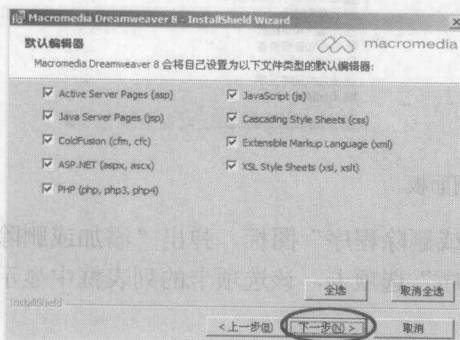 Macromedia Dreamweaver 8 - InstallShield Wizard
默认编辑器
macromedia
Macromedia Dreamweaver 8 会将自己设置为以下文件类型的默认编辑器:
Active Server Pages (asp)
JavaScript (js)
Java Server Pages (jsp)
Cascading Style Sheets (css)
ColdFusion (cfm, cfc)
Extensible Markup Language (xml)
ASP.NET (aspx, ascx)
XSL Style Sheets (xsl, xslt)
PHP (php, php3, php4)
全选
取消全选
InstallShield
<上一步(B)
下一步(N) >
取消